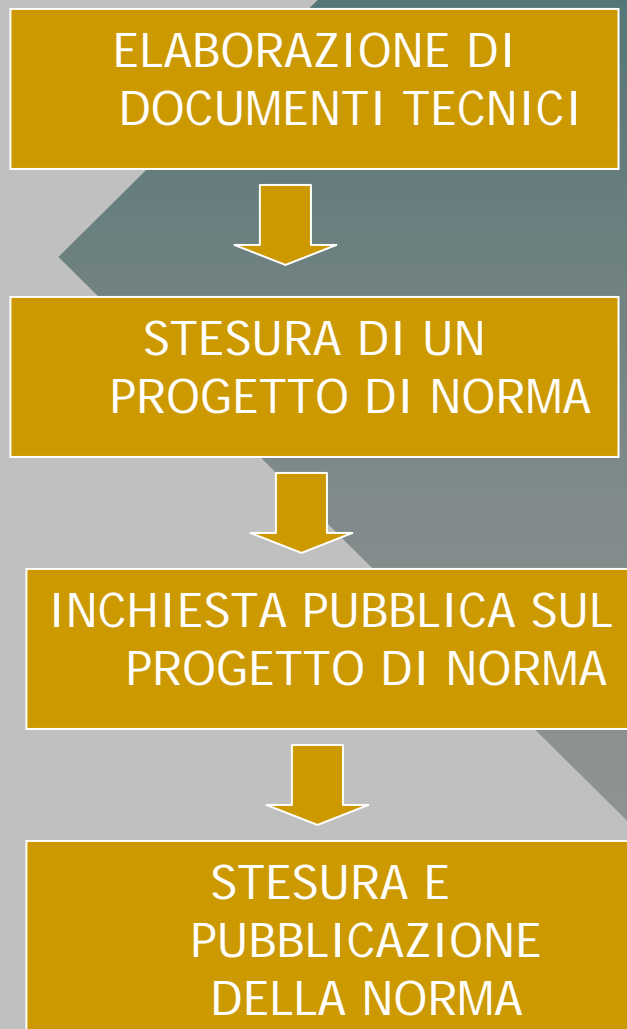 ELABORAZIONE DI
DOCUMENTI TECNICI
STESURA DI UN
PROGETTO DI NORMA
INCHIESTA PUBBLICA SUL
PROGETTO DI NORMA
STESURA E
PUBBLICAZIONE
DELLA NORMA